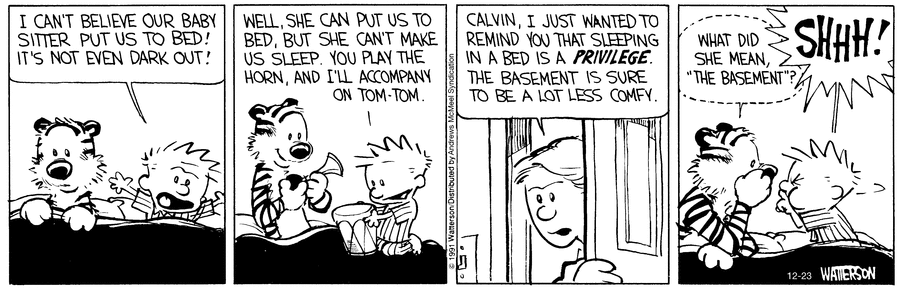 I CAN'T BELIEVE OUR BABY
SITTER PUT US TO BED!
IT'S NOT EVEN DARK OUT!
WELL, SHE CAN PUT US TO
BED, BUT SHE CAN'T MAKE
US SLEEP. YOU PLAY THE
HORN, AND I'LL ACCOMPANY
ON TOM-TOM.
© 1991 Watterson/Distributed by Andrews McMeel Syndication
CALVIN, I JUST WANTED TO
REMIND YOU THAT SLEEPING
IN A BED IS A PRIVILEGE.
THE BASEMENT IS SURE
TO BE A LOT LESS COMFY.
WHAT DID
SHE MEAN,
"THE BASEMENT"?
SHHH!
12-23 WATTERSON